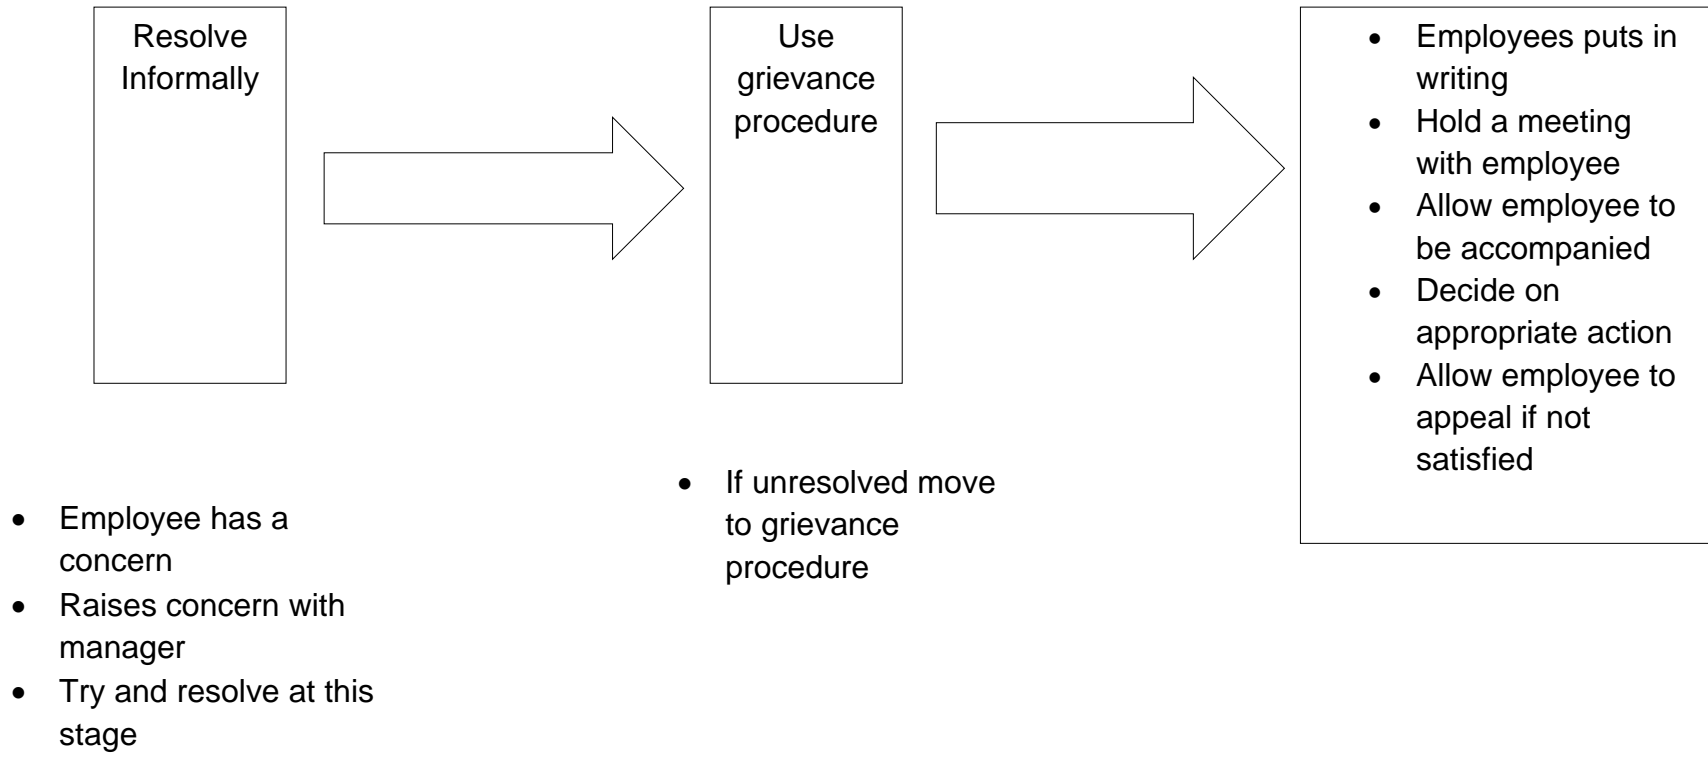 Resolve
Informally
• Employee has a
concern
• Raises concern with
manager
• Try and resolve at this
stage
Use
grievance
procedure
• If unresolved move
to grievance
procedure
• Employees puts in
writing
• Hold a meeting
with employee
• Allow employee to
be accompanied
• Decide on
appropriate action
• Allow employee to
appeal if not
satisfied